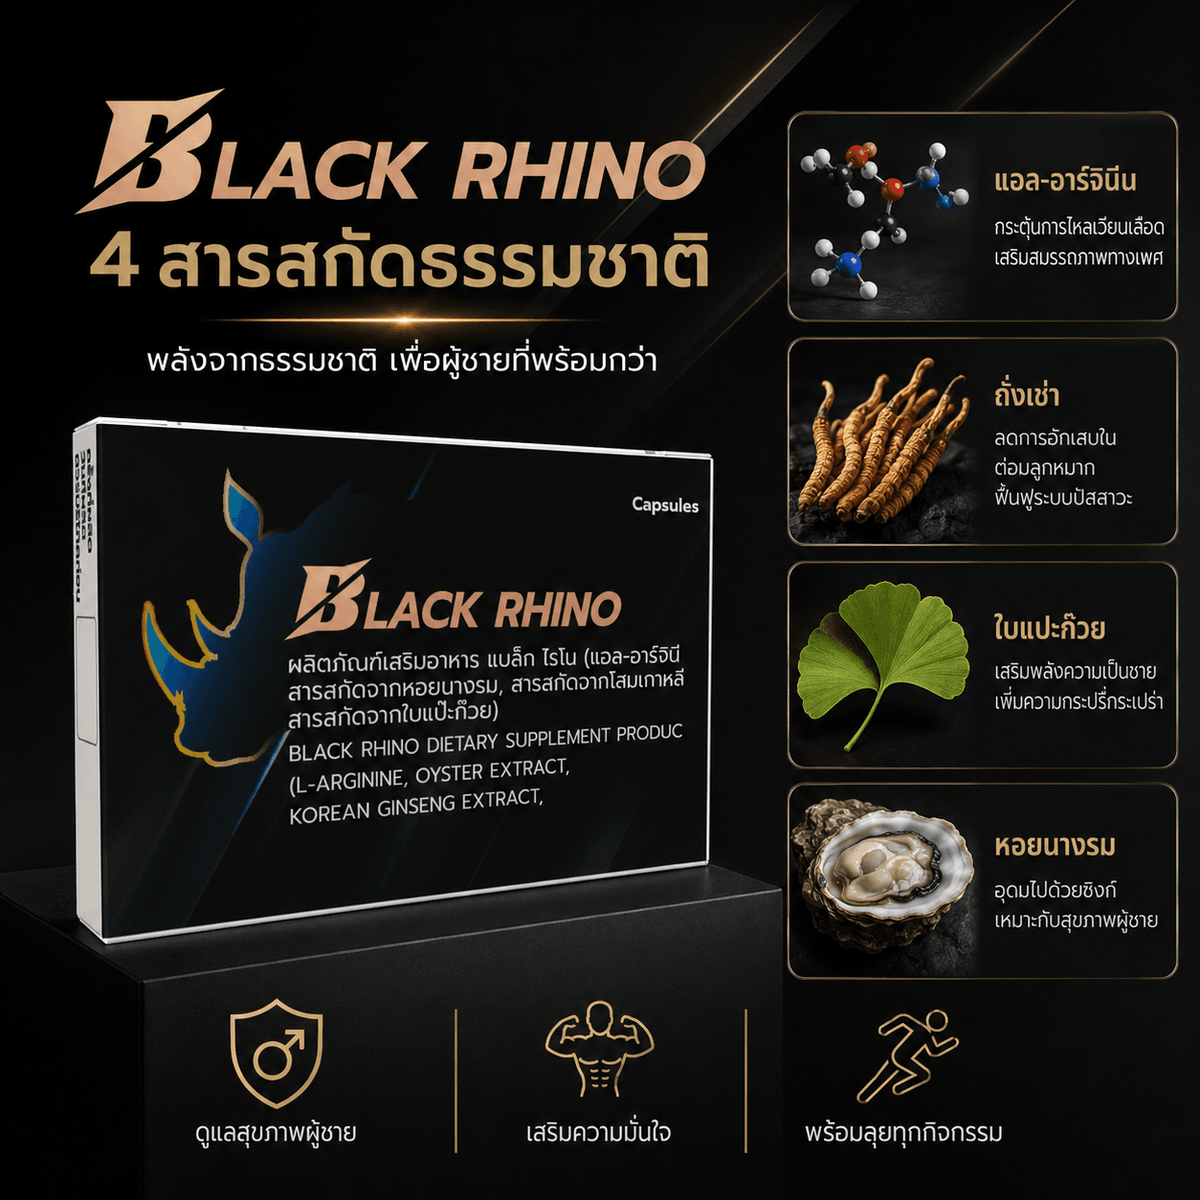 BLACK RHINO
4 สารสกัดธรรมชาติ
พลังจากธรรมชาติ เพื่อผู้ชายที่พร้อมกว่า
Capsules
BLACK RHINO
ผลิตภัณฑ์เสริมอาหาร แบล็ก ไรโน (แอล-อาร์จินี
สารสกัดจากหอยนางรม, สารสกัดจากโสมเกาหลี
สารสกัดจากใบแป๊ะก๊วย)
BLACK RHINO DIETARY SUPPLEMENT PRODUC
(L-ARGININE, OYSTER EXTRACT,
KOREAN GINSENG EXTRACT,
แอล-อาร์จินีน
กระตุ้นการไหลเวียนเลือด
เสริมสมรรถภาพทางเพศ
ถั่งเช่า
ลดการอักเสบใน
ต่อมลูกหมาก
ฟื้นฟูระบบปัสสาวะ
ใบแปะก๊วย
เสริมพลังความเป็นชาย
เพิ่มความกระปรี้กระเปร่า
หอยนางรม
อุดมไปด้วยซิงก์
เหมาะกับสุขภาพผู้ชาย
ดูแลสุขภาพผู้ชาย
เสริมความมั่นใจ
พร้อมลุยทุกกิจกรรม